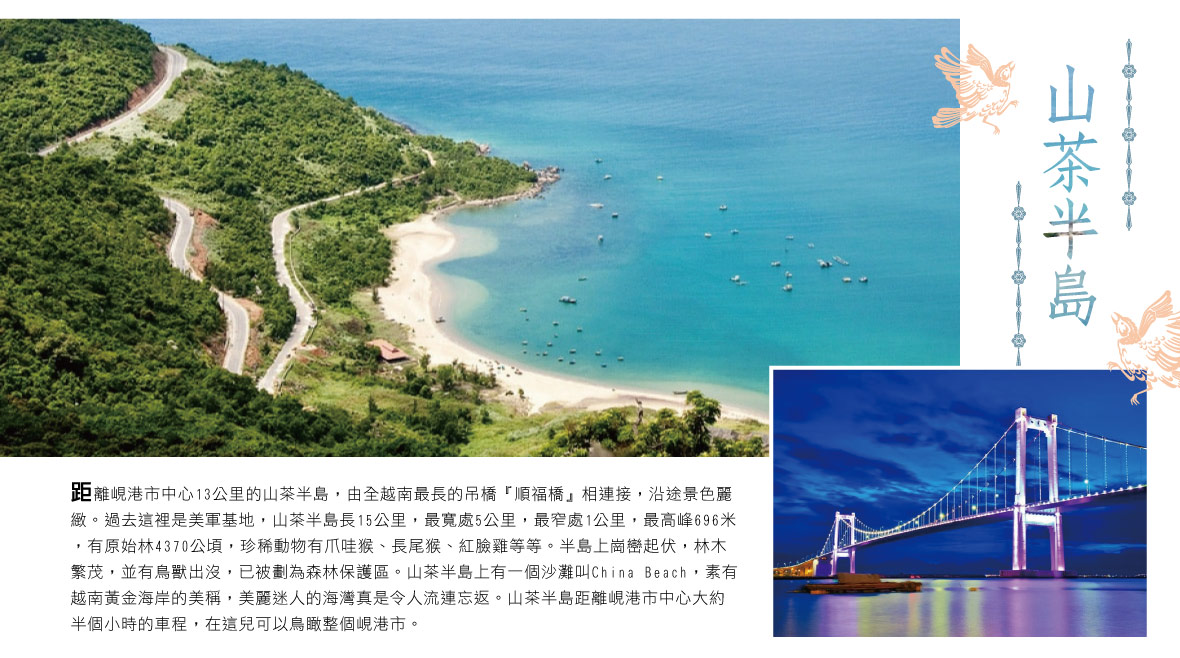 山茶半島
距離峴港市中心13公里的山茶半島，由全越南最長的吊橋『順福橋』相連接，沿途景色麗
緻。過去這裡是美軍基地，山茶半島長15公里，最寬處5公里，最窄處1公里，最高峰696米
，有原始林4370公頃，珍稀動物有爪哇猴、長尾猴、紅臉雞等等。半島上崗巒起伏，林木
繁茂，並有鳥獸出沒，已被劃為森林保護區。山茶半島上有一個沙灘叫China Beach，素有
越南黃金海岸的美稱，美麗迷人的海灣真是令人流連忘返。山茶半島距離峴港市中心大約
半個小時的車程，在這兒可以鳥瞰整個峴港市。